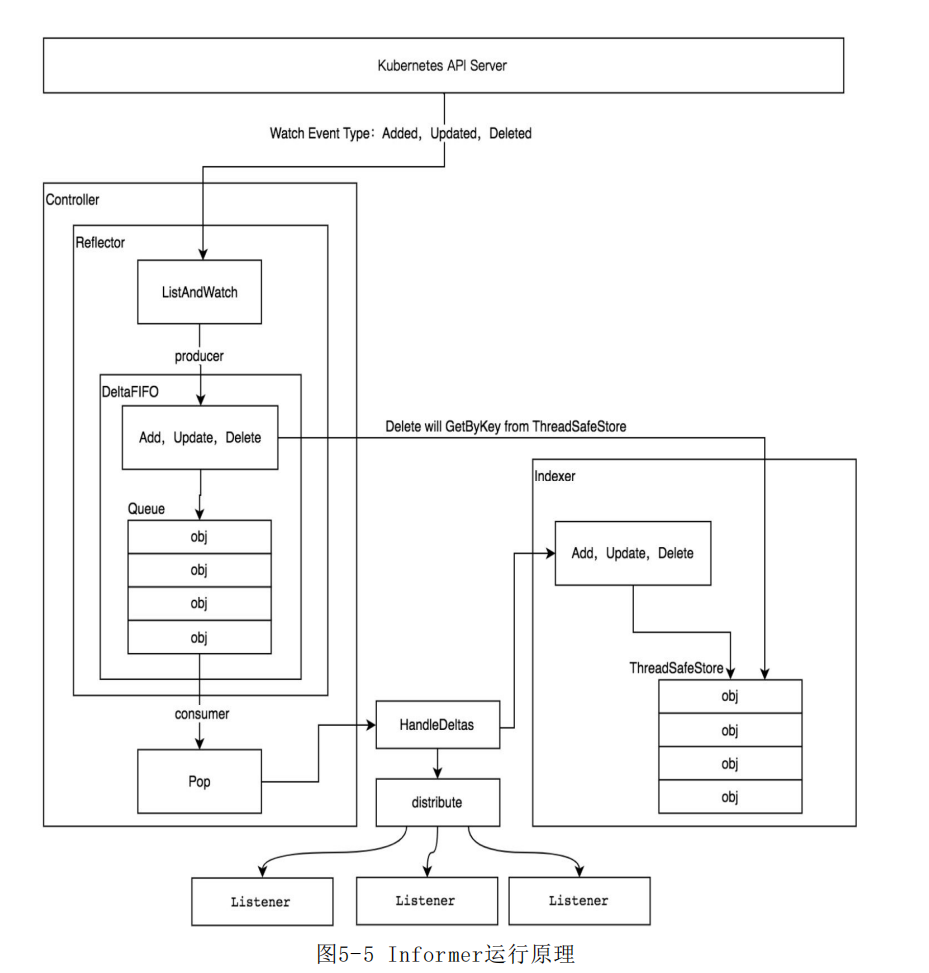 Kubernetes API Server
Watch Event Type：Added，Updated，Deleted
Controller
Reflector
ListAndWatch
producer
DeltaFIFO
Add，Update，Delete
Delete will GetByKey from ThreadSafeStore
Queue
obj
obj
obj
obj
consumer
Pop
HandleDeltas
distribute
Indexer
Add，Update，Delete
ThreadSafeStore
obj
obj
obj
obj
Listener
Listener
Listener
图5-5 Informer运行原理